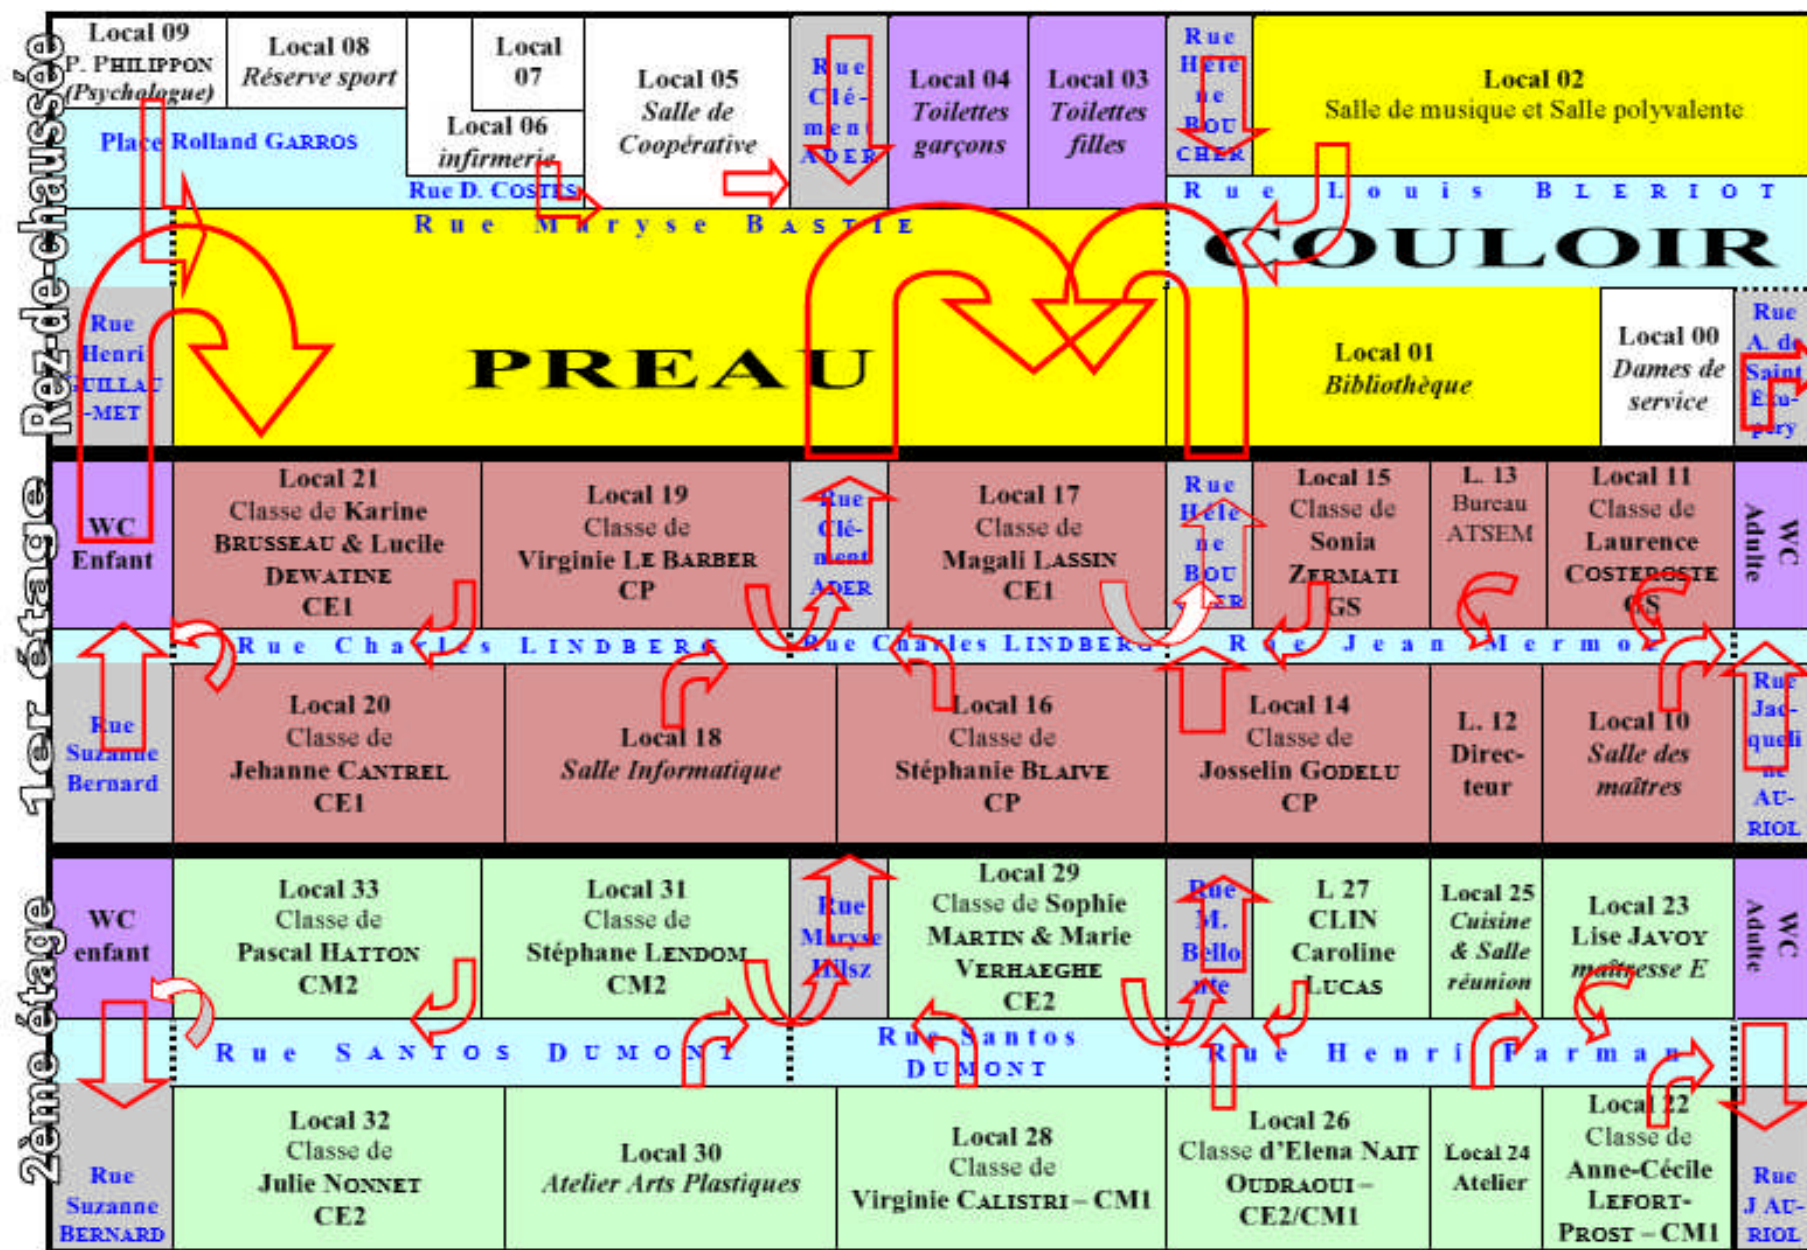 Rez-de-chaussée
Local 09
P. PHILIPPON
(Psychologue)
Local 08
Réserve sport
Local
07
Local 06
infirmerie
Local 05
Salle de
Coopérative
Rue
Clé-
ment
ADER
Local 04
Toilettes
garçons
Local 03
Toilettes
filles
Rue
Hélè
ne
BOU
CHER
Local 02
Salle de musique et Salle polyvalente
Place Rolland GARROS
Rue D. COSTES
Rue Maryse BASTIE
Rue Louis BLERIOT
COULOIR
Rue
Henri
GUILLAU
-MET
PREAU
Local 01
Bibliothèque
Local 00
Dames de
service
Rue
A. de
Saint
Exu-
péry
1er étage
WC
Enfant
Local 21
Classe de Karine
BRUSSEAU & Lucile
DEWATINE
CE1
Local 19
Classe de
Virginie LE BARBER
CP
Rue
Clé-
ment
ADER
Local 17
Classe de
Magali LASSIN
CE1
Rue
Hélè
ne
BOU
CHER
Local 15
Classe de
Sonia
ZERMATI
GS
L. 13
Bureau
ATSEM
Local 11
Classe de
Laurence
COSTEROSTE
GS
WC
Adulte
Rue Charles LINDBERG
Rue Charles LINDBERG
Rue Jean Mermoz
Rue
Suzanne
Bernard
Local 20
Classe de
Jehanne CANTREL
CE1
Local 18
Salle Informatique
Local 16
Classe de
Stéphanie BLAIVE
CP
Local 14
Classe de
Josselin GODELU
CP
L. 12
Direc-
teur
Local 10
Salle des
maîtres
Rue
Jac-
queli
ne
AU-
RIOL
2ème étage
WC
enfant
Local 33
Classe de
Pascal HATTON
CM2
Local 31
Classe de
Stéphane LENDOM
CM2
Rue
Maryse
Hilsz
Local 29
Classe de Sophie
MARTIN & Marie
VERHAEGHE
CE2
Rue
M.
Bello
nte
L 27
CLIN
Caroline
LUCAS
Local 25
Cuisine
& Salle
réunion
Local 23
Lise JAVOY
maîtresse E
WC
Adulte
Rue SANTOS DUMONT
Rue Santos
DUMONT
Rue Henri Farman
Rue
Suzanne
BERNARD
Local 32
Classe de
Julie NONNET
CE2
Local 30
Atelier Arts Plastiques
Local 28
Classe de
Virginie CALISTRI – CM1
Local 26
Classe d'Elena NAIT
OUDRAOUI –
CE2/CM1
Local 24
Atelier
Local 22
Classe de
Anne-Cécile
LEFORT-
PROST – CM1
Rue
J AU-
RIOL